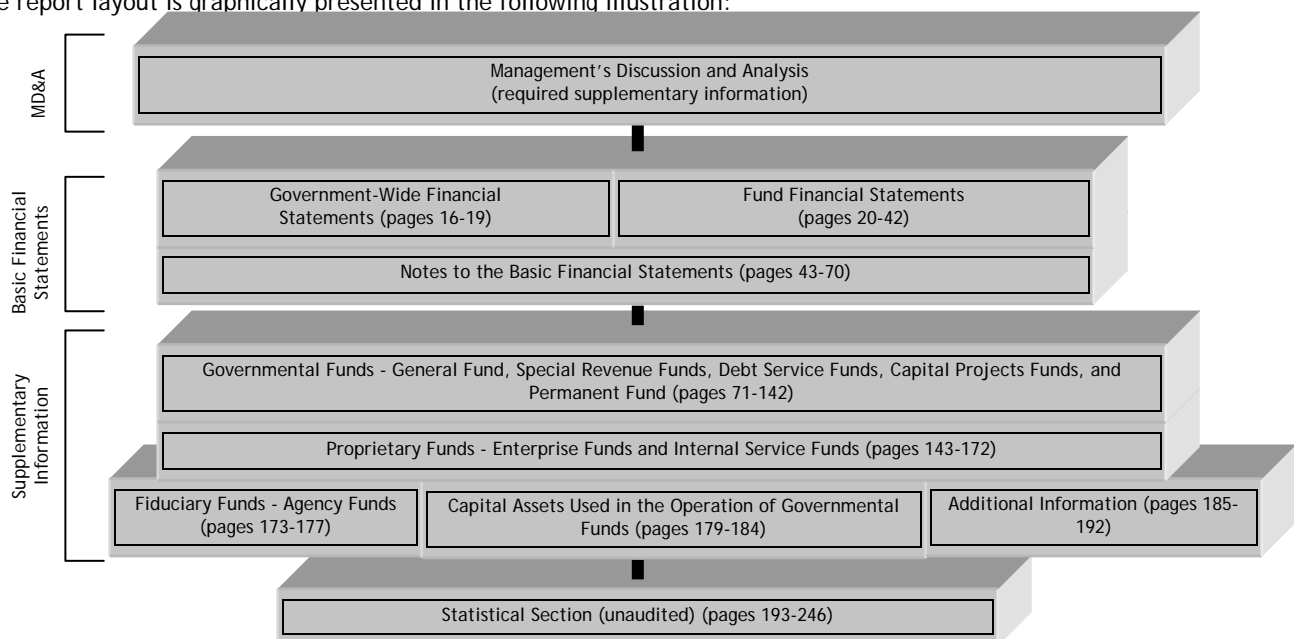 e report layout is graphically presented in the following illustration:
MD&A
Management's Discussion and Analysis
(required supplementary information)
Basic Financial
Statements
Government-Wide Financial
Statements (pages 16-19)
Fund Financial Statements
(pages 20-42)
Notes to the Basic Financial Statements (pages 43-70)
Supplementary
Information
Governmental Funds - General Fund, Special Revenue Funds, Debt Service Funds, Capital Projects Funds, and
Permanent Fund (pages 71-142)
Proprietary Funds - Enterprise Funds and Internal Service Funds (pages 143-172)
Fiduciary Funds - Agency Funds
(pages 173-177)
Capital Assets Used in the Operation of Governmental
Funds (pages 179-184)
Additional Information (pages 185-
192)
Statistical Section (unaudited) (pages 193-246)